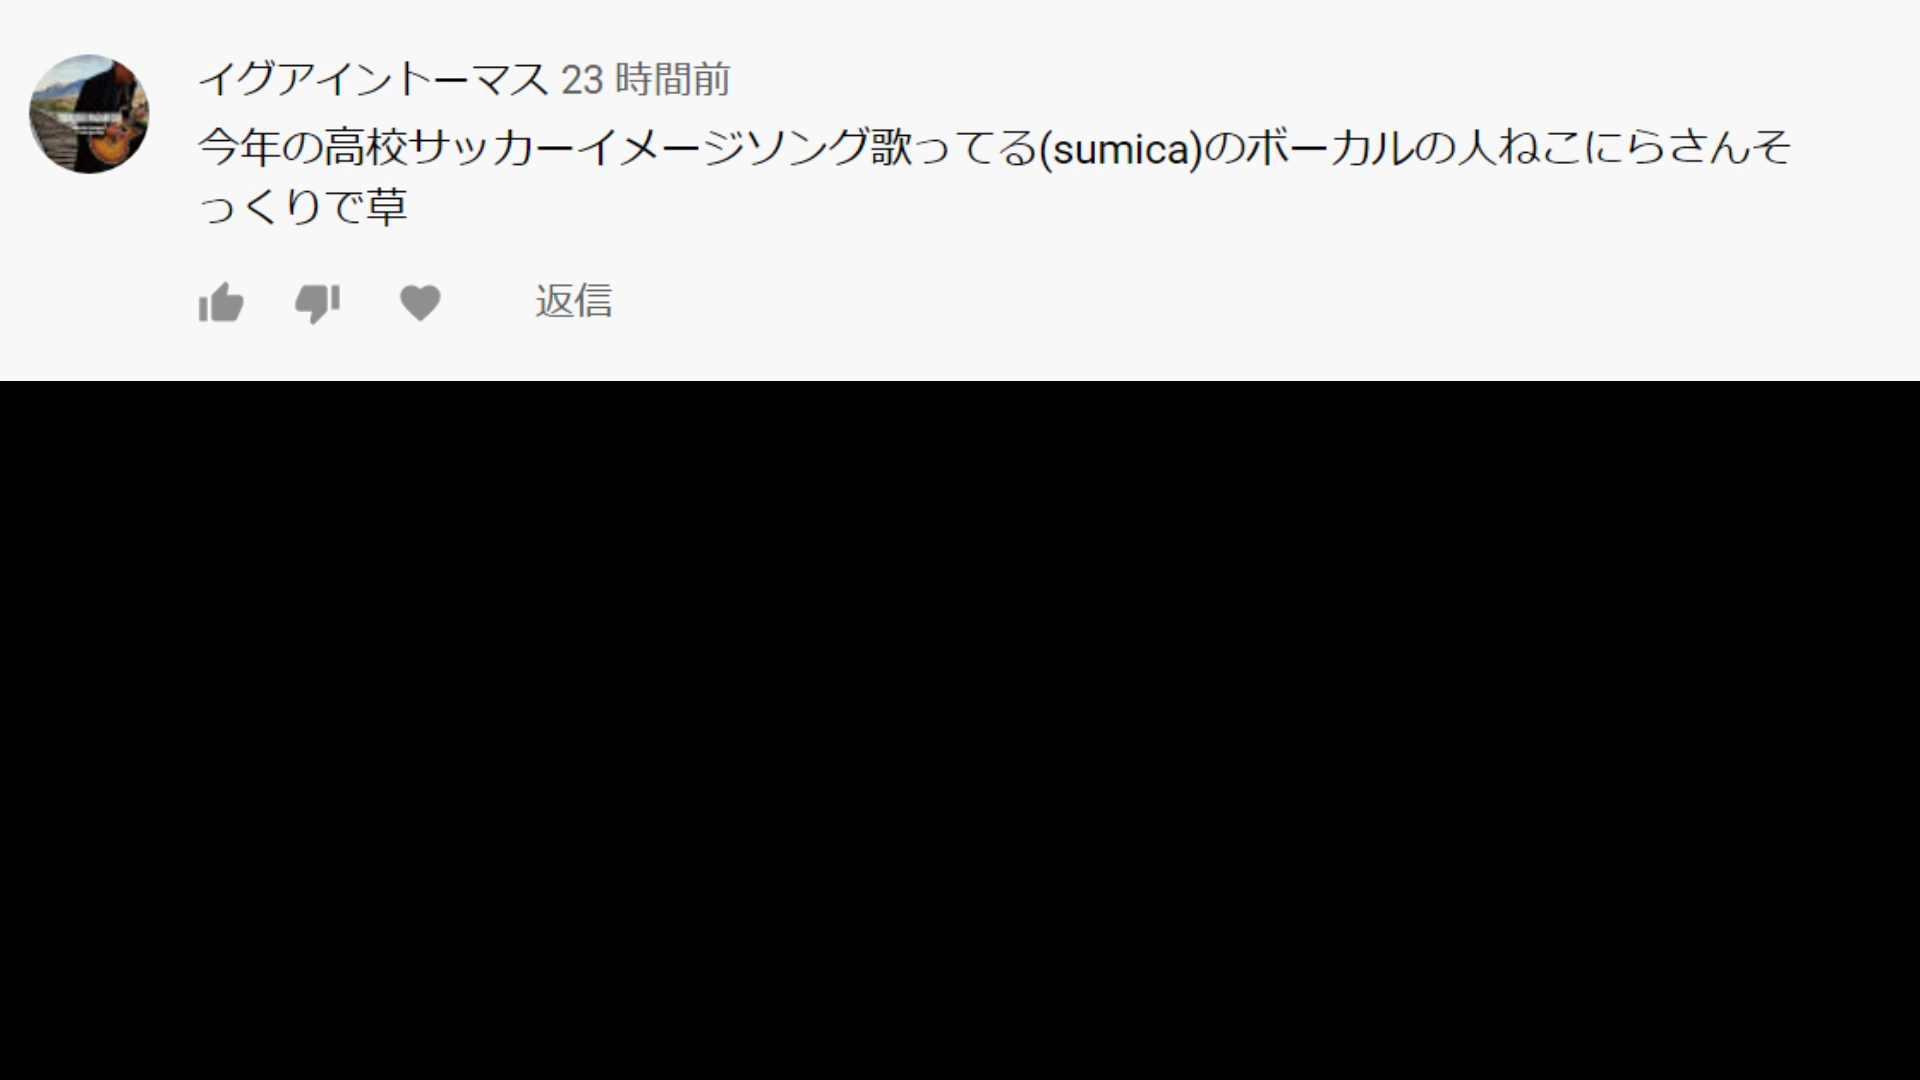 イグアイントーマス 23 時間前
今年の高校サッカーイメージソング歌ってる(sumica)のボーカルの人ねこにらさんそ
っくりで草
返信